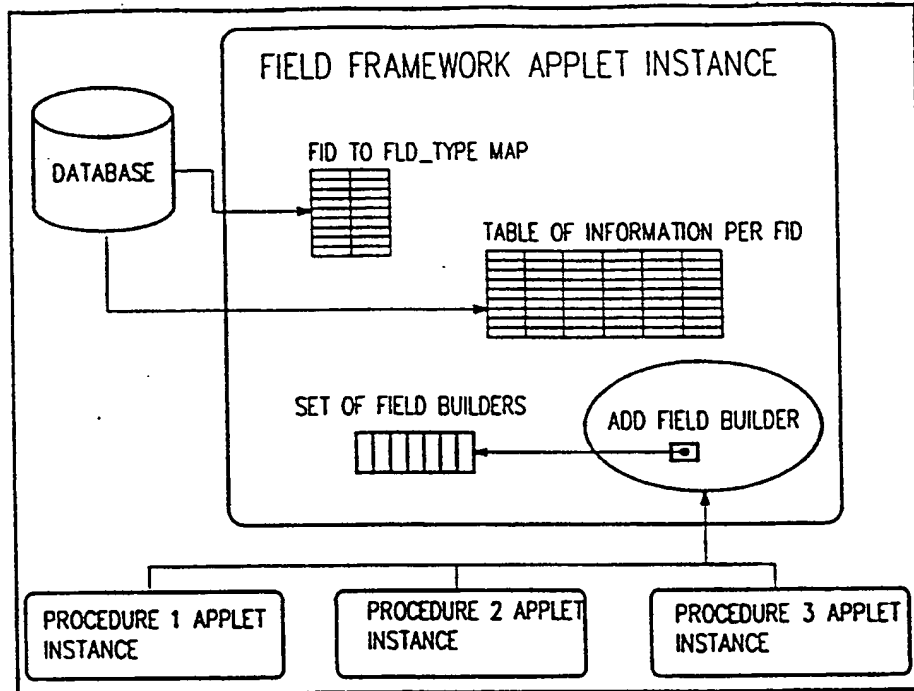 FIELD FRAMEWORK APPLET INSTANCE
DATABASE
FID TO FLD_TYPE MAP
TABLE OF INFORMATION PER FID
SET OF FIELD BUILDERS
ADD FIELD BUILDER
PROCEDURE 1 APPLET
INSTANCE
PROCEDURE 2 APPLET
INSTANCE
PROCEDURE 3 APPLET
INSTANCE